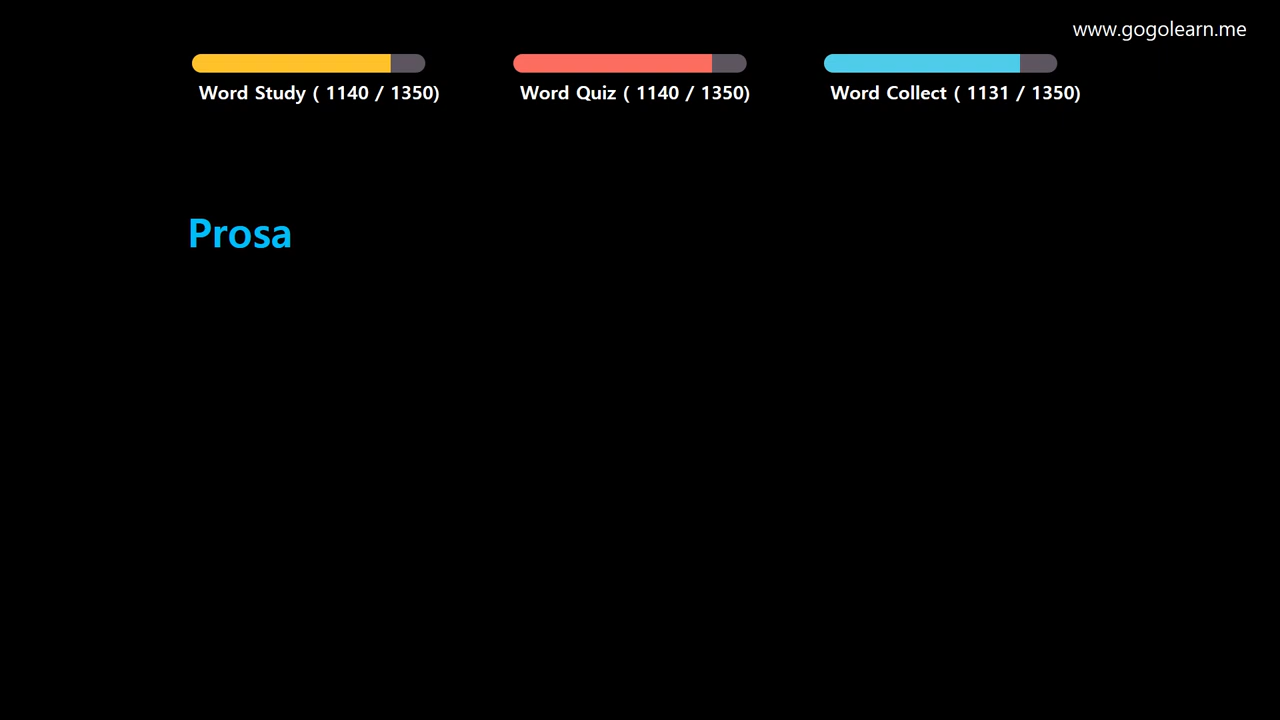 www.gogolearn.me
Word Study ( 1140 / 1350)
Word Quiz ( 1140 / 1350)
Word Collect ( 1131 / 1350)
Prosa